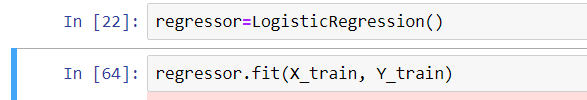 In [22]: regressor=LogisticRegression()
In [64]: regressor.fit(X_train, Y_train)